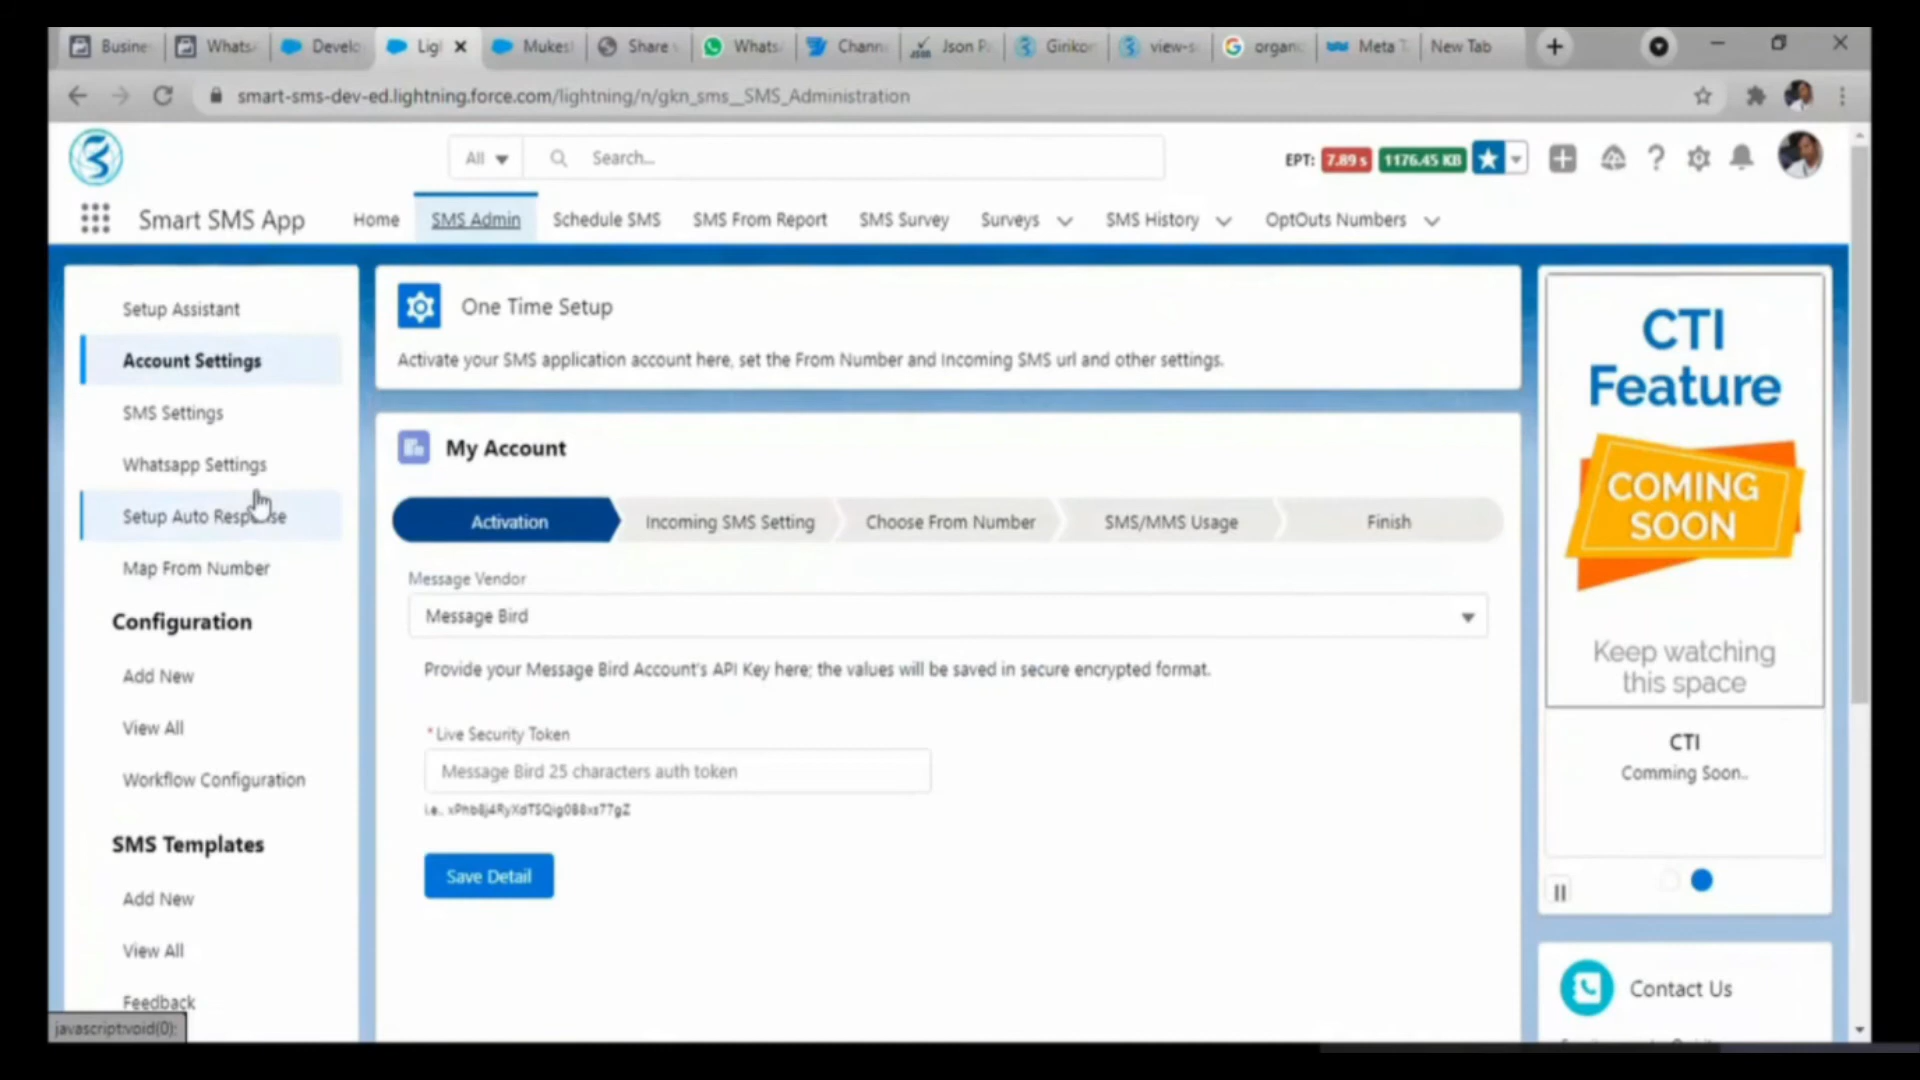 Busine
Whats
Develo
Ligh
Mukes
Share
Whats
Chann
Json P
Giriko
view-s
organi
Meta T
New Tab
smart-sms-dev-ed.lightning.force.com/lightning/n/gkn_sms__SMS_Administration
All
Search...
EPT: 7.89 s 1176.45 KB
Smart SMS App
Home
SMS Admin
Schedule SMS
SMS From Report
SMS Survey
Surveys
SMS History
OptOuts Numbers
Setup Assistant
Account Settings
SMS Settings
Whatsapp Settings
Setup Auto Response
Map From Number
Configuration
Add New
View All
Workflow Configuration
SMS Templates
Add New
View All
Feedback
javascript:void(0);
One Time Setup
Activate your SMS application account here, set the From Number and Incoming SMS url and other settings.
My Account
Activation
Incoming SMS Setting
Choose From Number
SMS/MMS Usage
Finish
Message Vendor
Message Bird
Provide your Message Bird Account's API Key here; the values will be saved in secure encrypted format.
*Live Security Token
Message Bird 25 characters auth token
Save Detail
CTI
Feature
COMING
SOON
Keep watching
this space
CTI
Comming Soon..
Contact Us